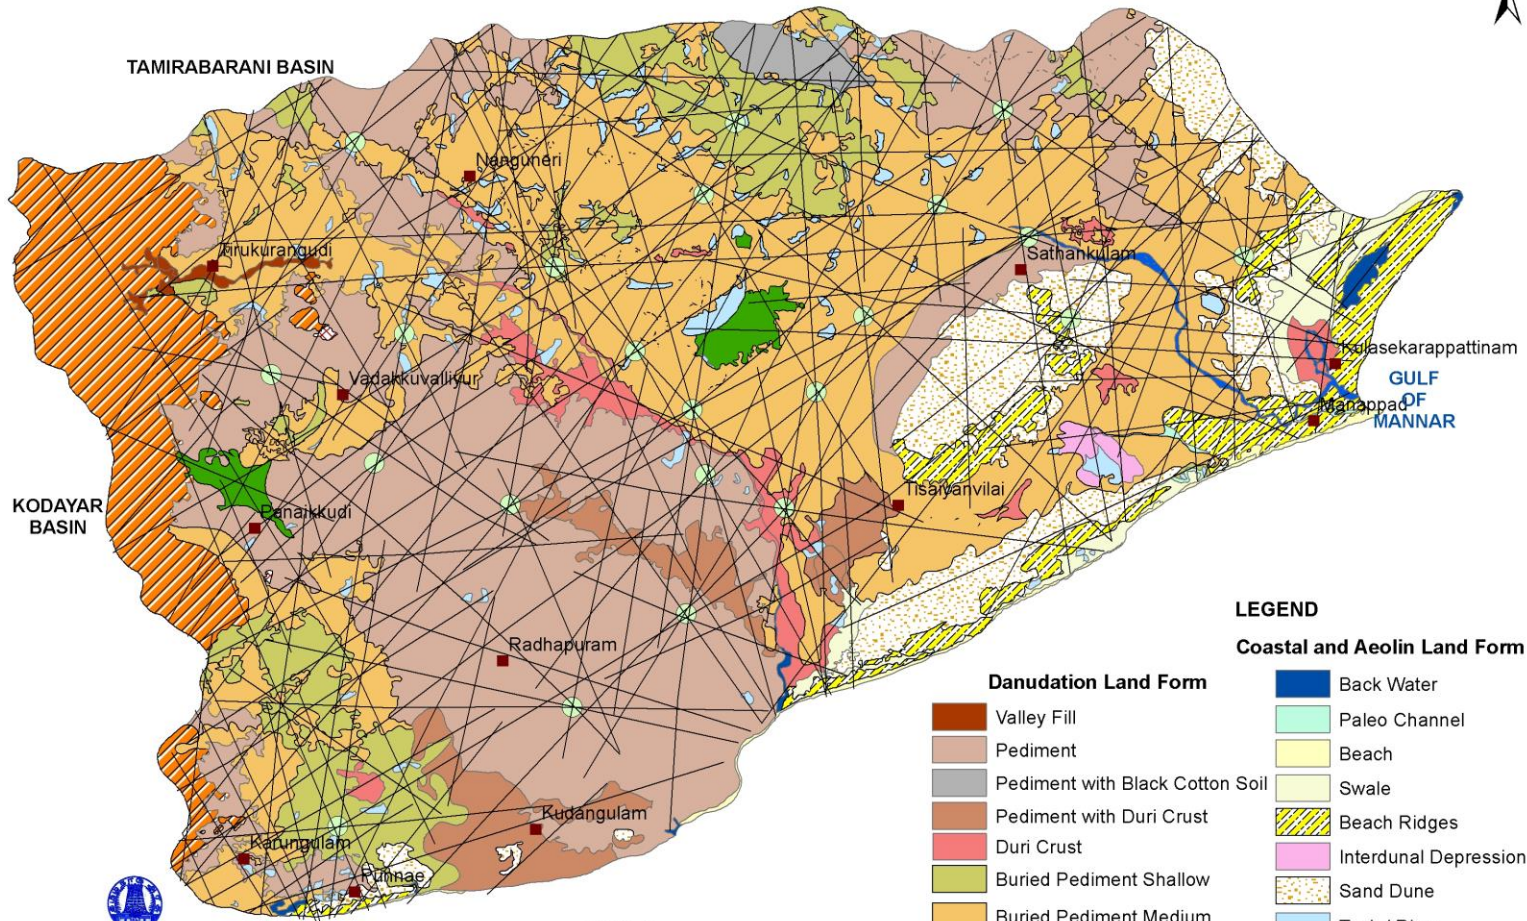 TAMIRABARANI BASIN
Nanguneri
Tirukurangudi
Sathankulam
Kulasekarappattinam
Vadakkuvalliyur
GULF
OF
MANNAR
Manappad
KODAYAR
BASIN
Panaikkudi
Tisaiyanvilai
Radhapuram
Kudangulam
Karungulam
Punnae
LEGEND
Coastal and Aeolin Land Form
Back Water
Paleo Channel
Beach
Swale
Beach Ridges
Interdunal Depression
Sand Dune
Danudation Land Form
Valley Fill
Pediment
Pediment with Black Cotton Soil
Pediment with Duri Crust
Duri Crust
Buried Pediment Shallow
Buried Pediment Medium